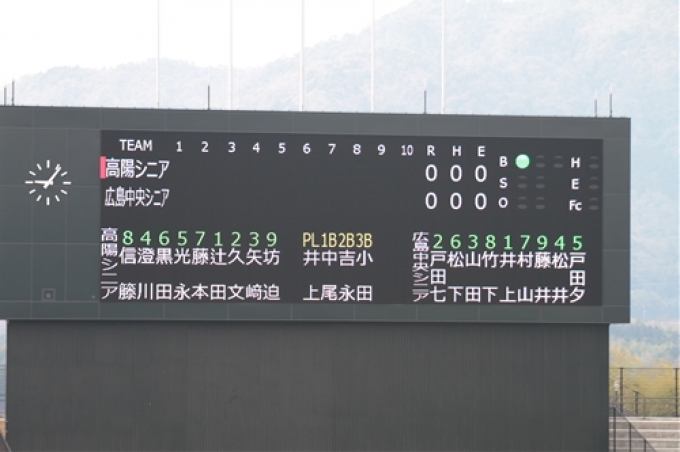 TEAM 1 2 3 4 5 6 7 8 9 10 R H E
高陽シニア 0 0 0
広島中央シニア 0 0 0
B H
S E
O Fc
高陽シニア
8 4 6 5 7 1 2 3 9
信籐
澄川
黒田
光永
藤本
辻田
久文
矢﨑
坊迫
PL 1B 2B 3B
井上
中尾
吉永
小田
広島中央シニア
2 6 3 8 1 7 9 4 5
戸田七
松下
山田
竹下
井上
村山
藤井
松井
戸田夕